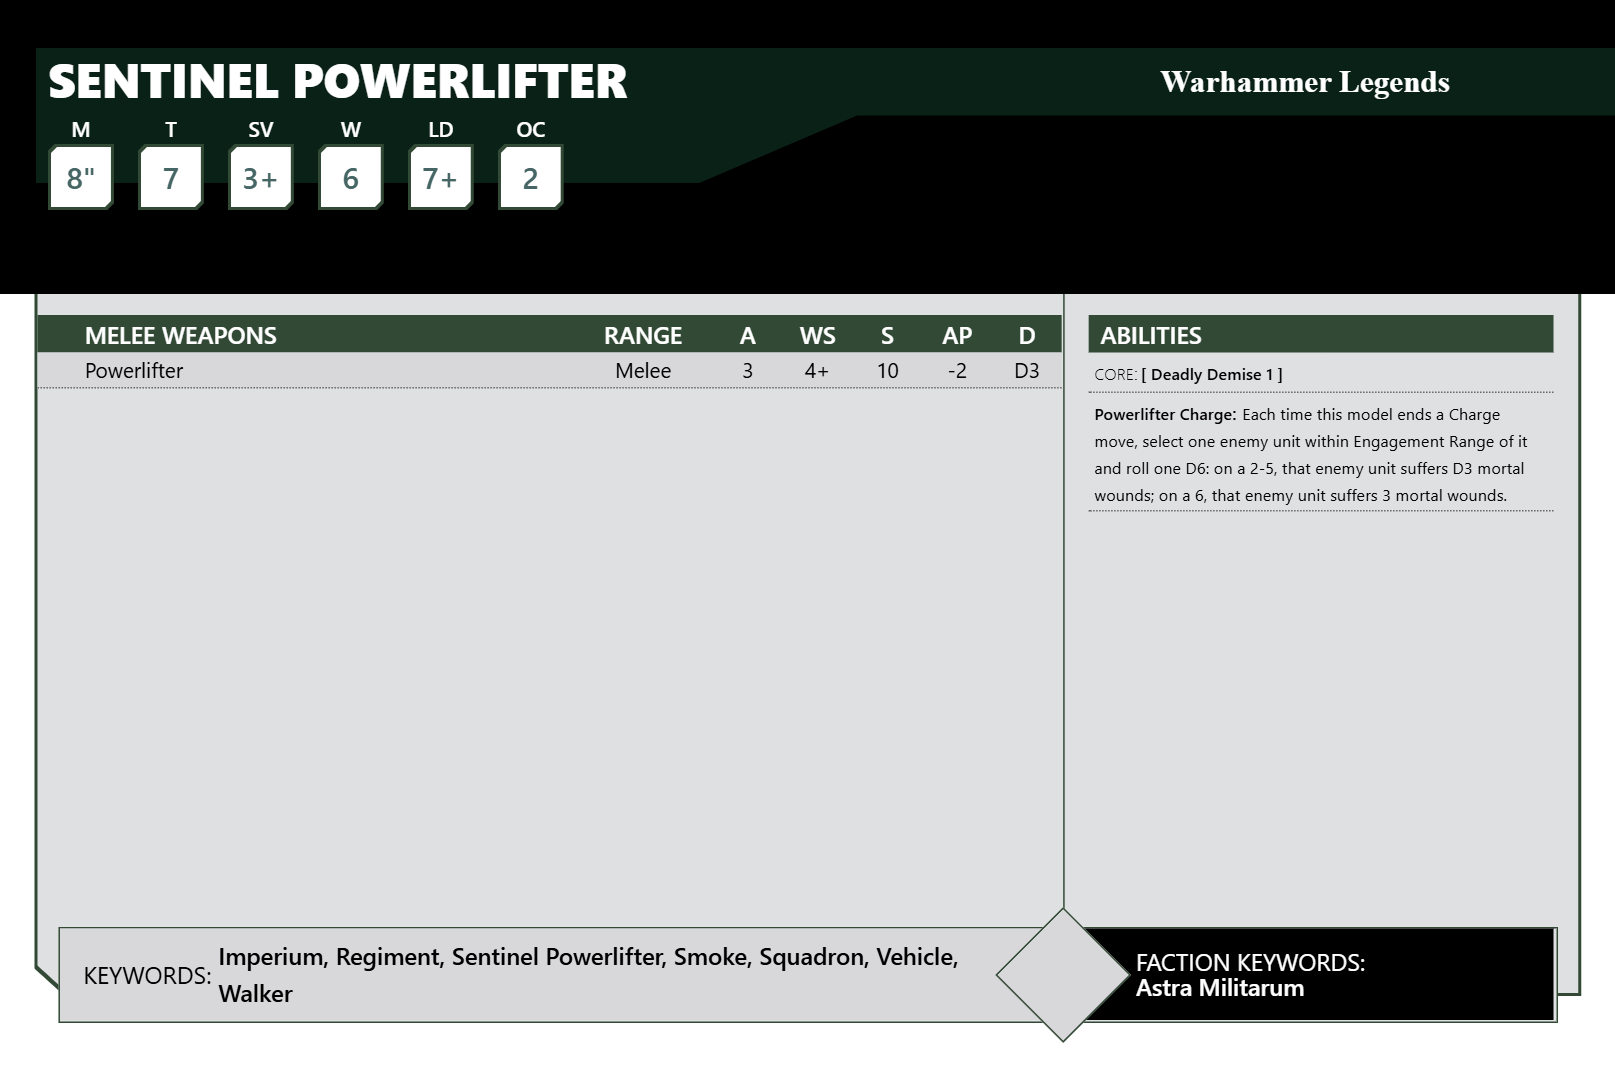 SENTINEL POWERLIFTER
Warhammer Legends
M T SV W LD OC
8" 7 3+ 6 7+ 2
MELEE WEAPONS RANGE A WS S AP D
Powerlifter Melee 3 4+ 10 -2 D3
ABILITIES
CORE: [ Deadly Demise 1 ]
Powerlifter Charge: Each time this model ends a Charge
move, select one enemy unit within Engagement Range of it
and roll one D6: on a 2-5, that enemy unit suffers D3 mortal
wounds; on a 6, that enemy unit suffers 3 mortal wounds.
KEYWORDS: Imperium, Regiment, Sentinel Powerlifter, Smoke, Squadron, Vehicle,
Walker
FACTION KEYWORDS:
Astra Militarum